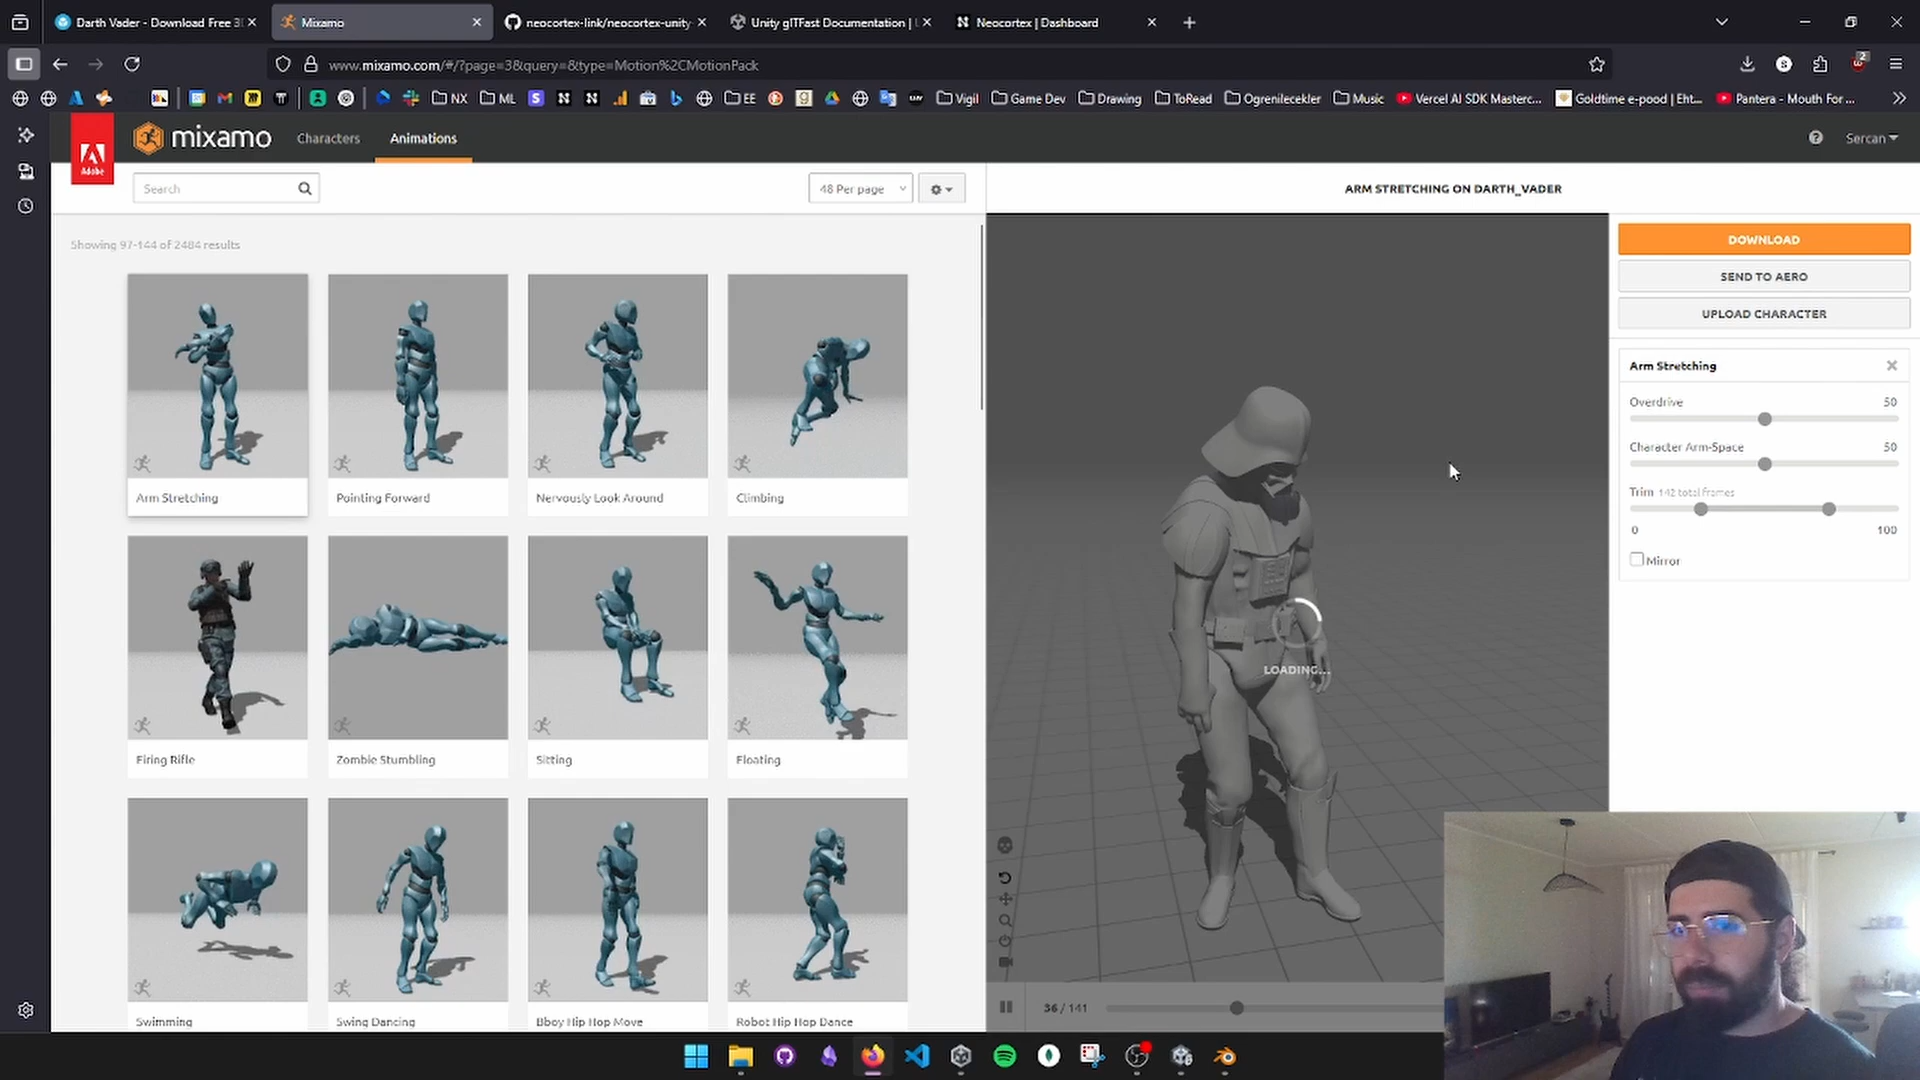 Darth Vader - Download Free 3
Mixamo
neocortex-link/neocortex-unity
Unity glTFast Documentation |
Neocortex | Dashboard
www.mixamo.com/#/?page=3&query=&type=Motion%2CMotionPack
NX
ML
EE
Vigil
Game Dev
Drawing
ToRead
Ogrenilecekler
Music
Vercel AI SDK Masterc...
Goldtime e-pood | Eht...
Pantera - Mouth For ...
Adobe
mixamo
Characters
Animations
Sercan
Search
48 Per page
ARM STRETCHING ON DARTH_VADER
Showing 97-144 of 2484 results
DOWNLOAD
SEND TO AERO
UPLOAD CHARACTER
Arm Stretching
Overdrive 50
Character Arm-Space 50
Trim 142 total frames
0 100
Mirror
Arm Stretching
Pointing Forward
Nervously Look Around
Climbing
Firing Rifle
Zombie Stumbling
Sitting
Floating
Swimming
Swing Dancing
Bboy Hip Hop Move
Robot Hip Hop Dance
LOADING...
36 / 141